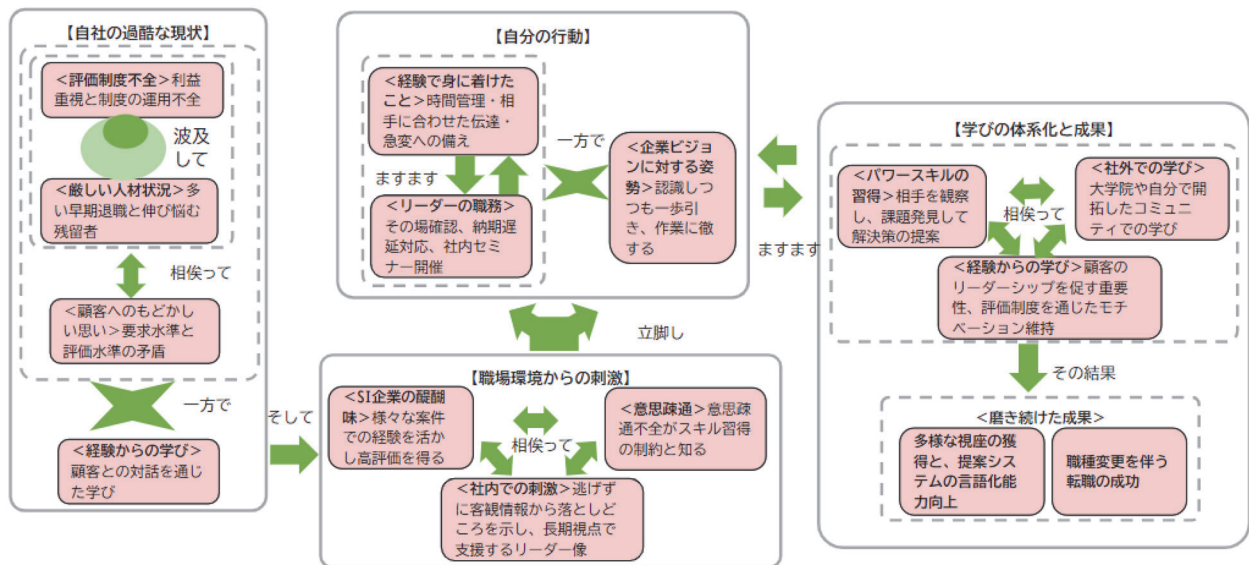 【自社の過酷な現状】
<評価制度不全>利益
重視と制度の運用不全
波及
して
<厳しい人材状況>多
い早期退職と伸び悩む
残留者
相俟って
<顧客へのもどかし
い思い>要求水準と
評価水準の矛盾
一方で
<経験からの学び>
顧客との対話を通じ
た学び
そして
【自分の行動】
<経験で身に着けた
こと>時間管理・相
手に合わせた伝達・
急変への備え
ますます
<リーダーの職務>
その場確認、納期遅
延対応、社内セミ
ナー開催
一方で
<企業ビジョ
ンに対する姿
勢>認識しつ
つも一歩引
き、作業に徹
する
立脚し
【職場環境からの刺激】
<SI企業の醍醐
味>様々な案件
での経験を活か
し高評価を得る
相俟って
<意思疎通>意思疎
通不全がスキル習得
の制約と知る
<社内での刺激>逃げず
に客観情報から落としど
ころを示し、長期視点で
支援するリーダー像
ますます
【学びの体系化と成果】
<パワースキルの
習得>相手を観察
し、課題発見して
解決策の提案
相俟って
<社外での学び>
大学院や自分で開
拓したコミュニ
ティでの学び
<経験からの学び>顧客の
リーダーシップを促す重要
性、評価制度を通じたモチ
ベーション維持
その結果
<磨き続けた成果>
多様な視座の獲
得と、提案シス
テムの言語化能
力向上
職種変更を伴う
転職の成功